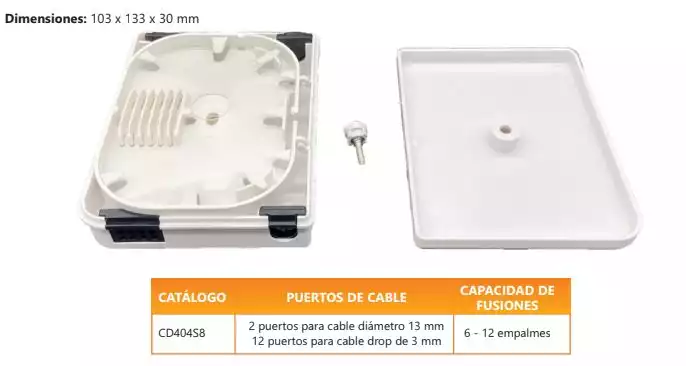 Dimensiones: 103 x 133 x 30 mm
CATÁLOGO PUERTOS DE CABLE CAPACIDAD DE FUSIONES
CD404S8 2 puertos para cable diámetro 13 mm
12 puertos para cable drop de 3 mm 6 - 12 empalmes